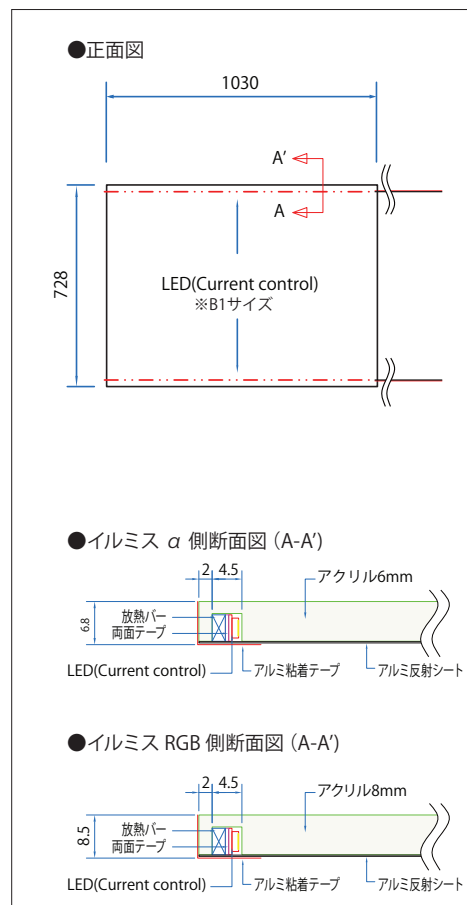 ●正面図
1030
A'
A
728
LED(Current control)
※B1サイズ
●イルミス α 側断面図 (A-A')
2 4.5
アクリル6mm
6.8
放熱バー
両面テープ
LED(Current control)
アルミ粘着テープ
アルミ反射シート
●イルミス RGB 側断面図 (A-A')
2 4.5
アクリル8mm
8.5
放熱バー
両面テープ
LED(Current control)
アルミ粘着テープ
アルミ反射シート